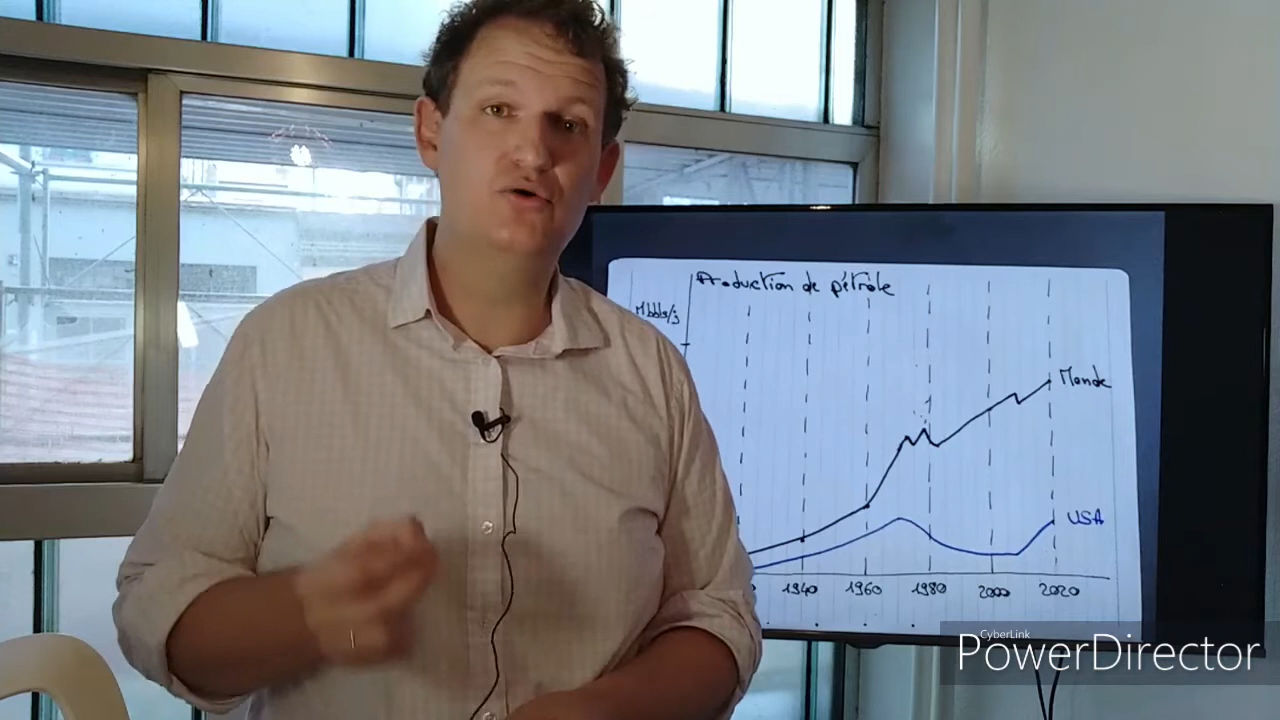 Production de pétrole
Mbbls/j
Monde
USA
1940 1960 1980 2000 2020
CyberLink
PowerDirector